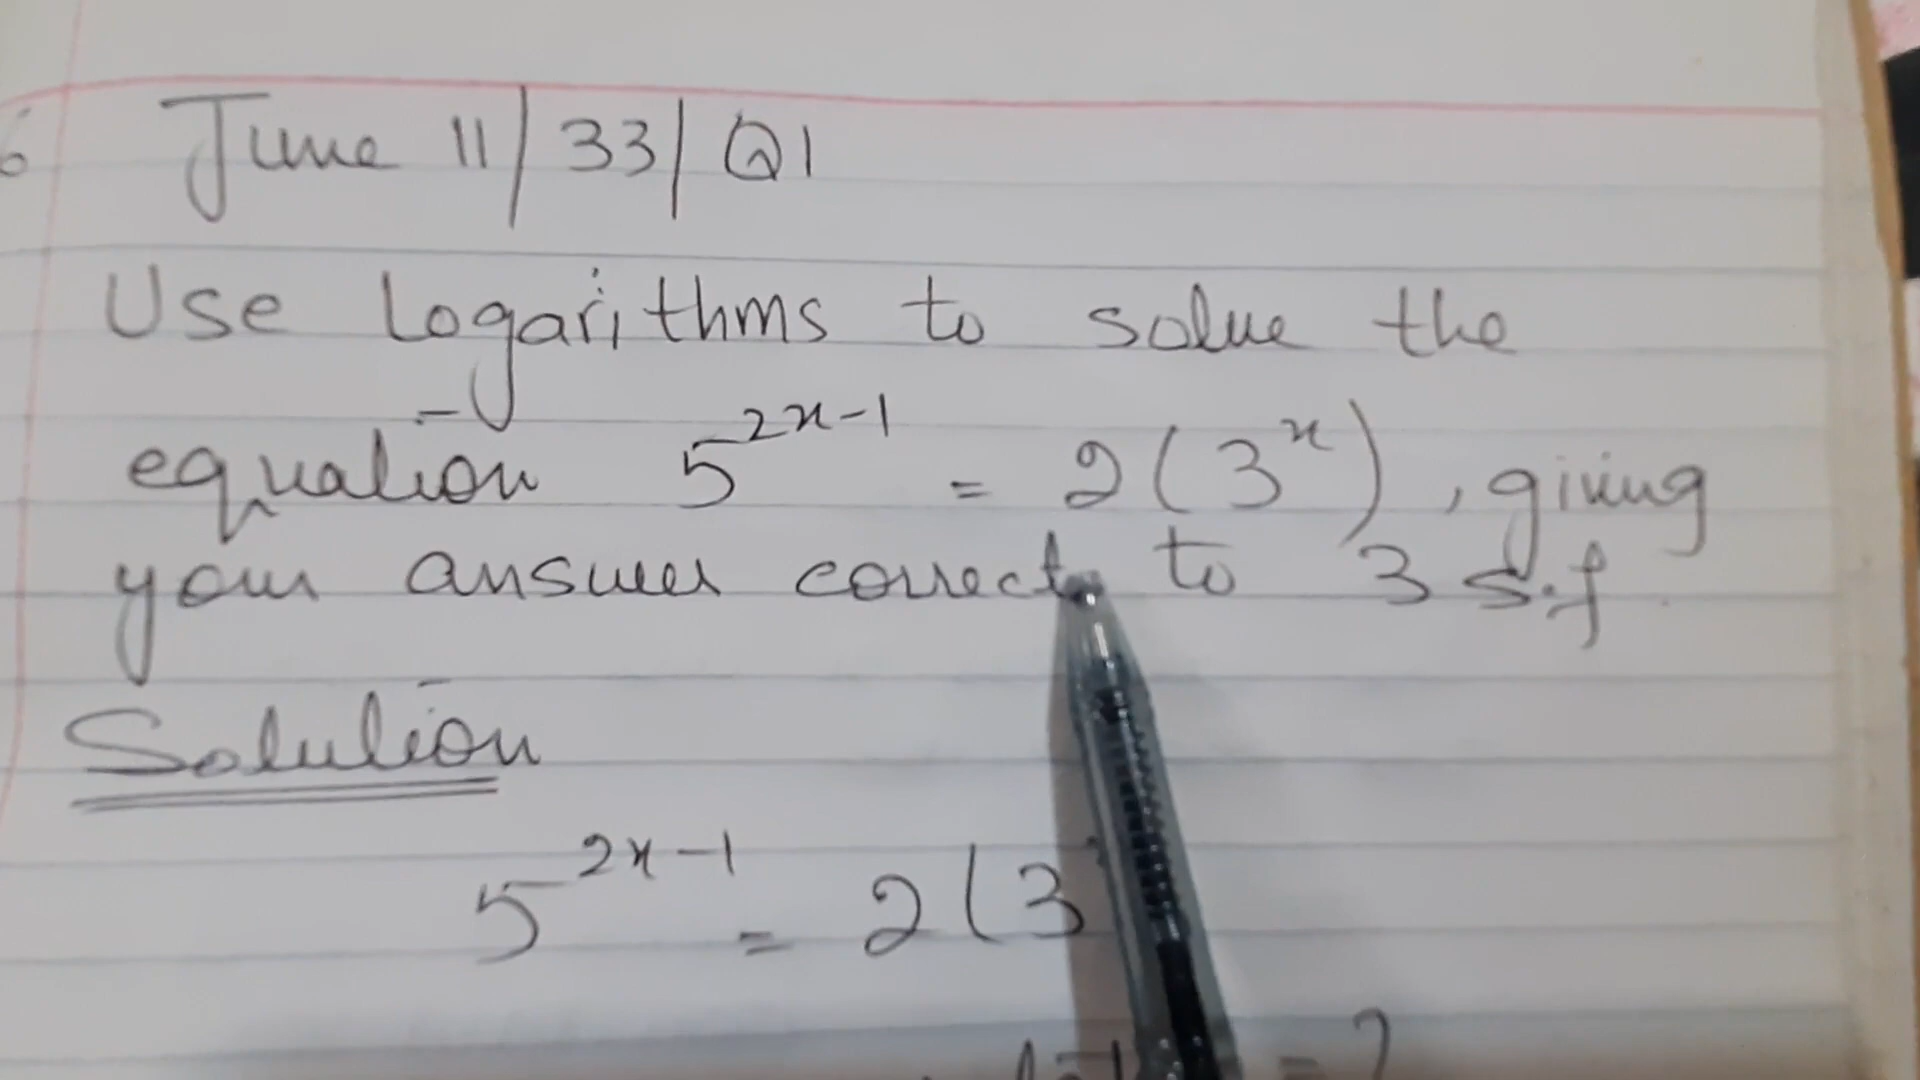 June 11/33/Q1
Use logarithms to solve the
equation 5^{2x-1} = 2(3^x), giving
your answer correct to 3 s.f
Solution
5^{2x-1} = 2(3